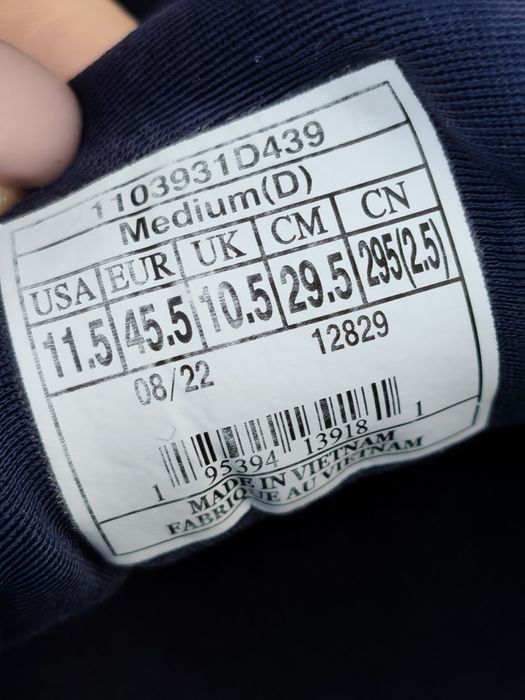 1103931D439
Medium(D)
USA EUR UK CM CN
11.5 45.5 10.5 29.5 295(2.5)
08/22 12829
1 95394 13918 1
MADE IN VIETNAM
FABRIQUE AU VIETNAM